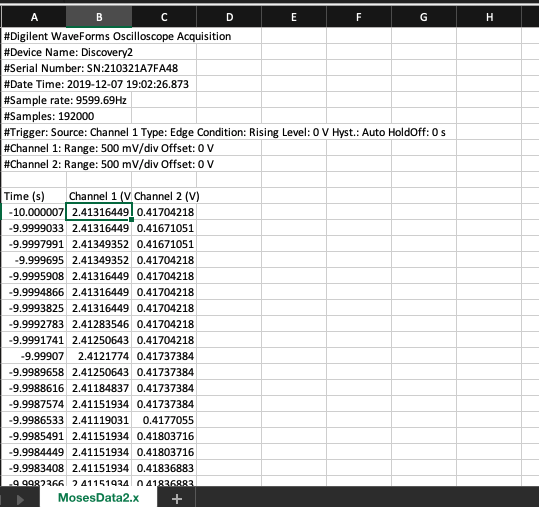 A B C D E F G H
#Digilent WaveForms Oscilloscope Acquisition
#Device Name: Discovery2
#Serial Number: SN:210321A7FA48
#Date Time: 2019-12-07 19:02:26.873
#Sample rate: 9599.69Hz
#Samples: 192000
#Trigger: Source: Channel 1 Type: Edge Condition: Rising Level: 0 V Hyst.: Auto HoldOff: 0 s
#Channel 1: Range: 500 mV/div Offset: 0 V
#Channel 2: Range: 500 mV/div Offset: 0 V
Time (s) Channel 1 (V Channel 2 (V)
-10.000007 2.41316449 0.41704218
-9.9999033 2.41316449 0.41671051
-9.9997991 2.41349352 0.41671051
-9.999695 2.41349352 0.41704218
-9.9995908 2.41316449 0.41704218
-9.9994866 2.41316449 0.41704218
-9.9993825 2.41316449 0.41704218
-9.9992783 2.41283546 0.41704218
-9.9991741 2.41250643 0.41704218
-9.99907 2.4121774 0.41737384
-9.9989658 2.41250643 0.41737384
-9.9988616 2.41184837 0.41737384
-9.9987574 2.41151934 0.41737384
-9.9986533 2.41119031 0.4177055
-9.9985491 2.41151934 0.41803716
-9.9984449 2.41151934 0.41803716
-9.9983408 2.41151934 0.41836883
-9.9982366 2.41151934 0.41836883
MosesData2.x +